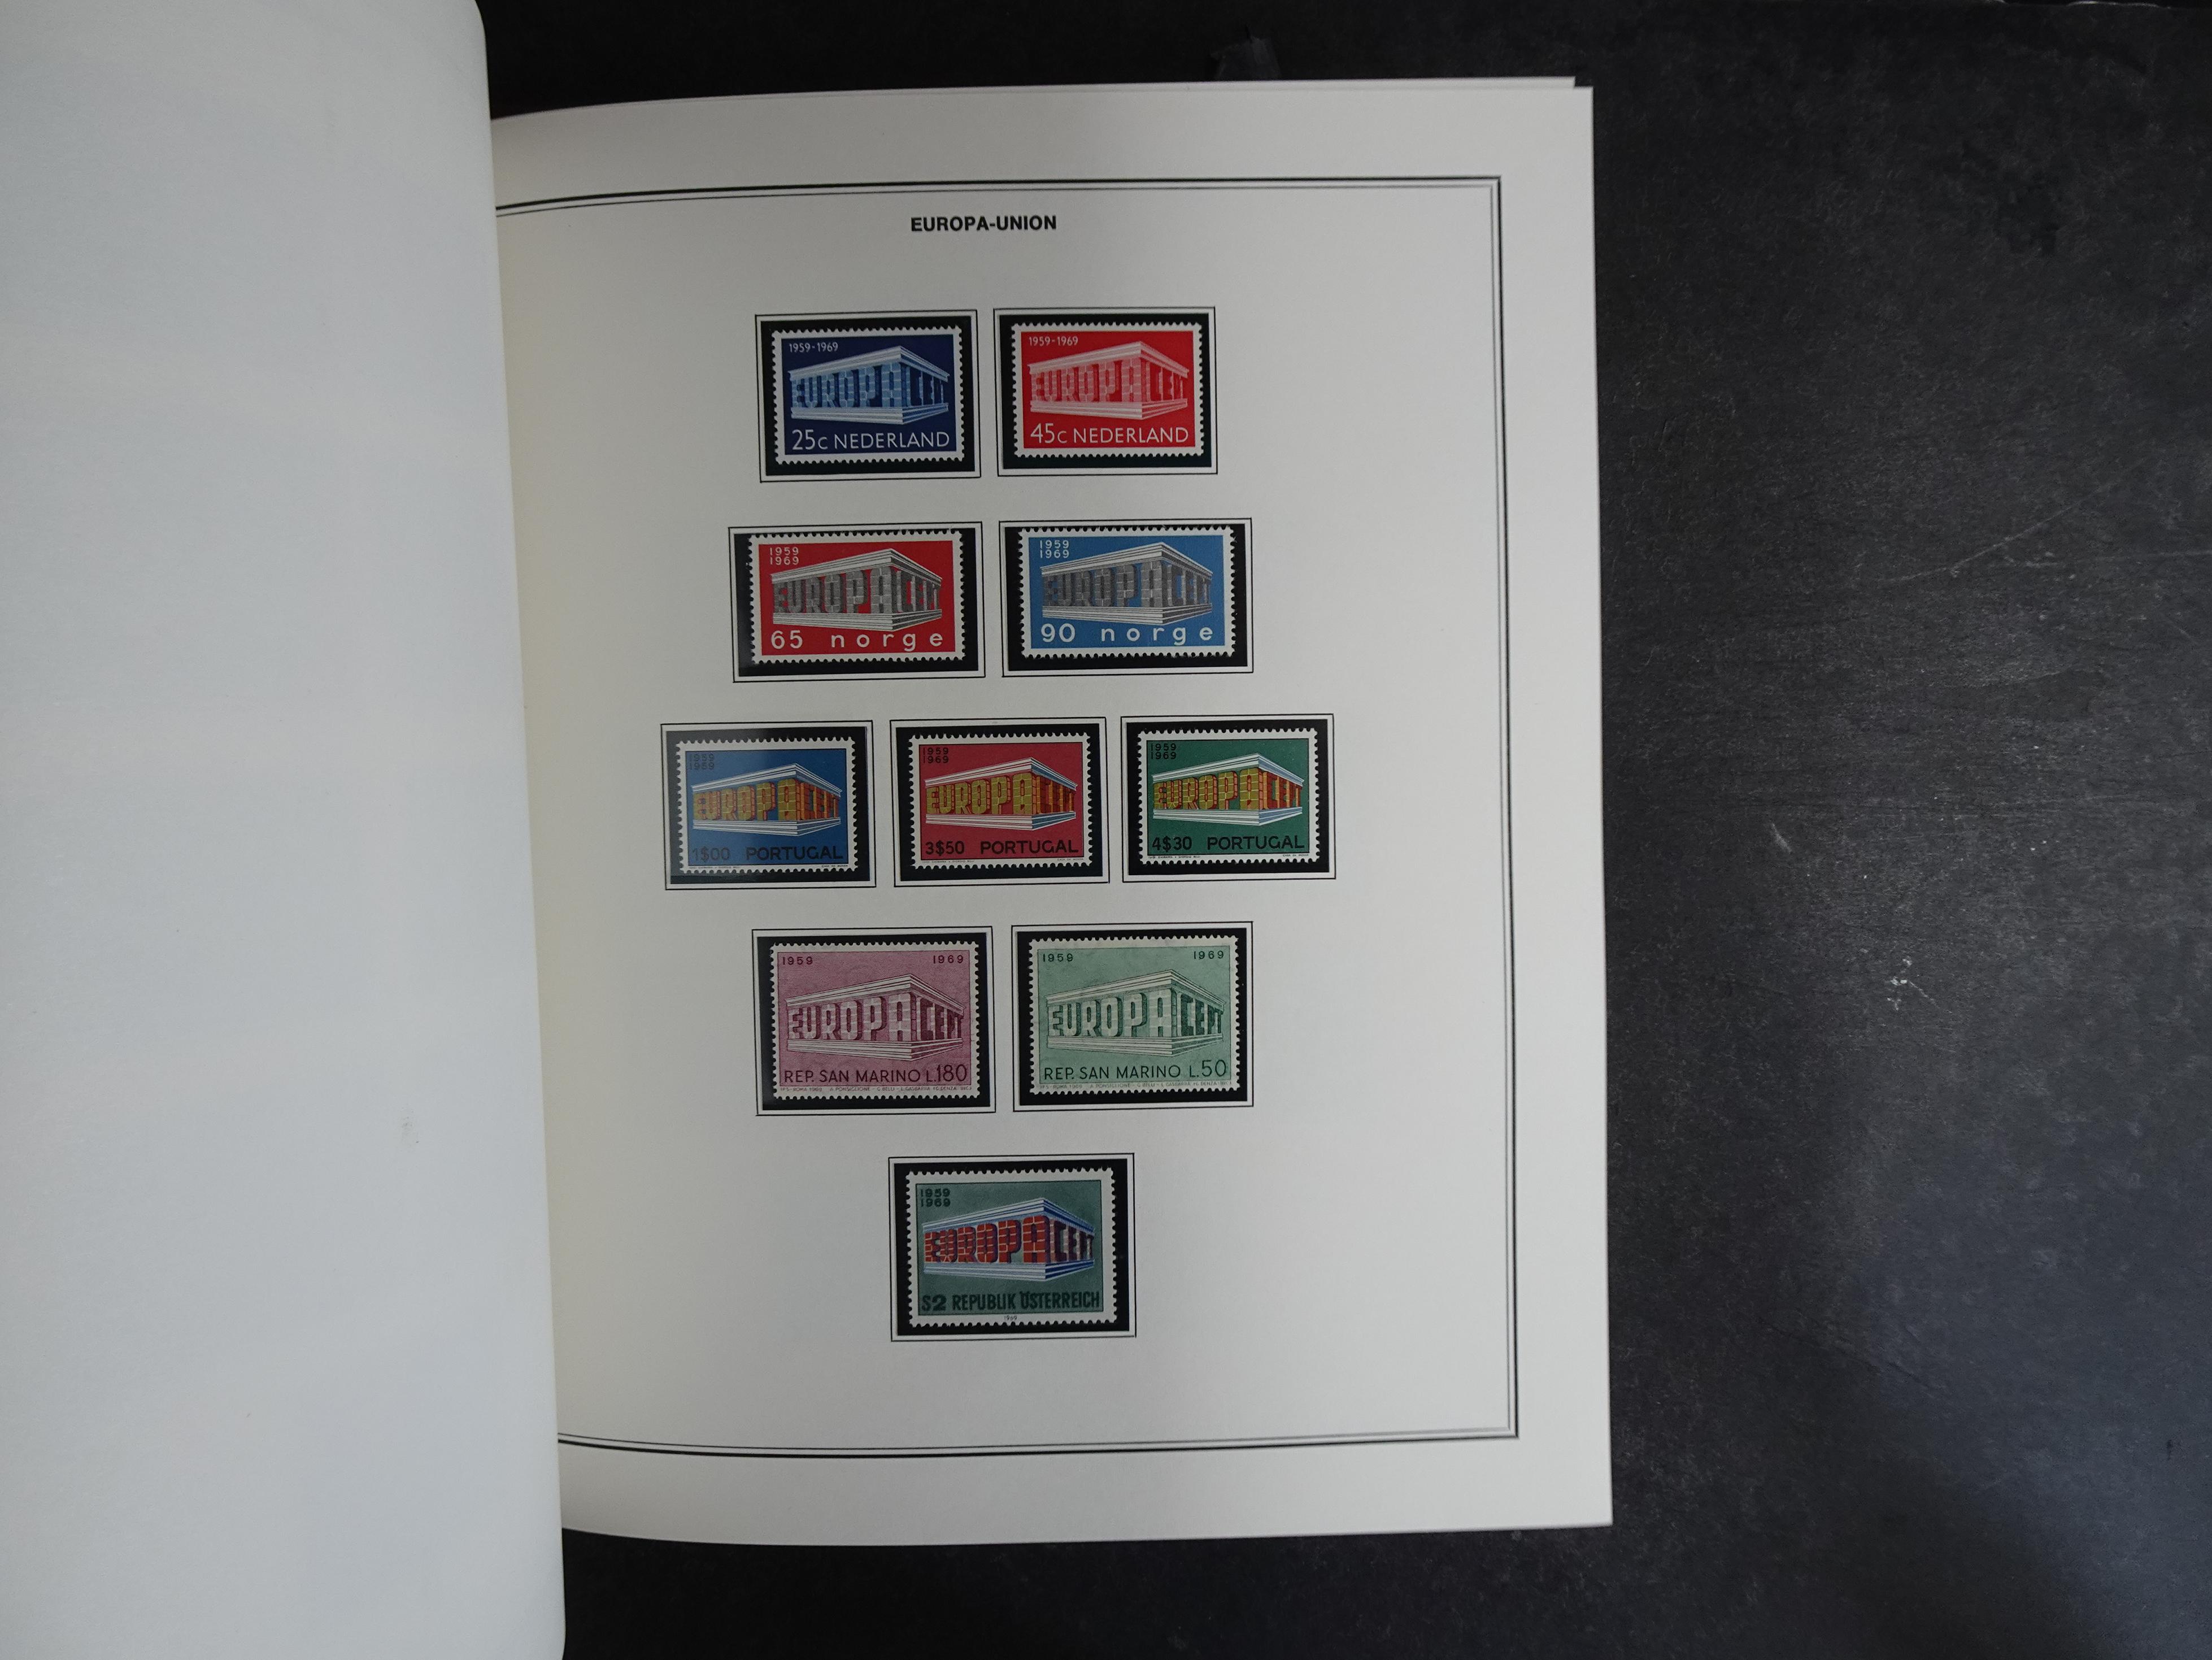 EUROPA-UNION
1959-1969
EUROPA CEPT
25c NEDERLAND
1959-1969
EUROPA CEPT
45c NEDERLAND
1959
1969
EUROPA CEPT
65 norge
1959
1969
EUROPA CEPT
90 norge
1959
1969
EUROPA CEPT
1$00 PORTUGAL
1959
1969
EUROPA CEPT
3$50 PORTUGAL
1959
1969
EUROPA CEPT
4$30 PORTUGAL
1959 1969
EUROPA CEPT
REP. SAN MARINO L.180
1959 1969
EUROPA CEPT
REP. SAN MARINO L.50
1959
1969
EUROPA CEPT
S2 REPUBLIK ÖSTERREICH
1969